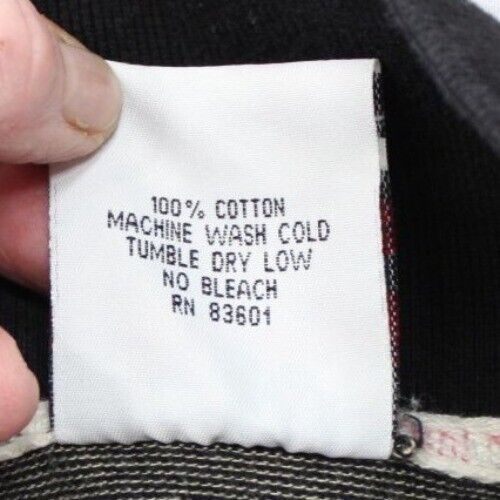 100% COTTON
MACHINE WASH COLD
TUMBLE DRY LOW
NO BLEACH
RN 83601